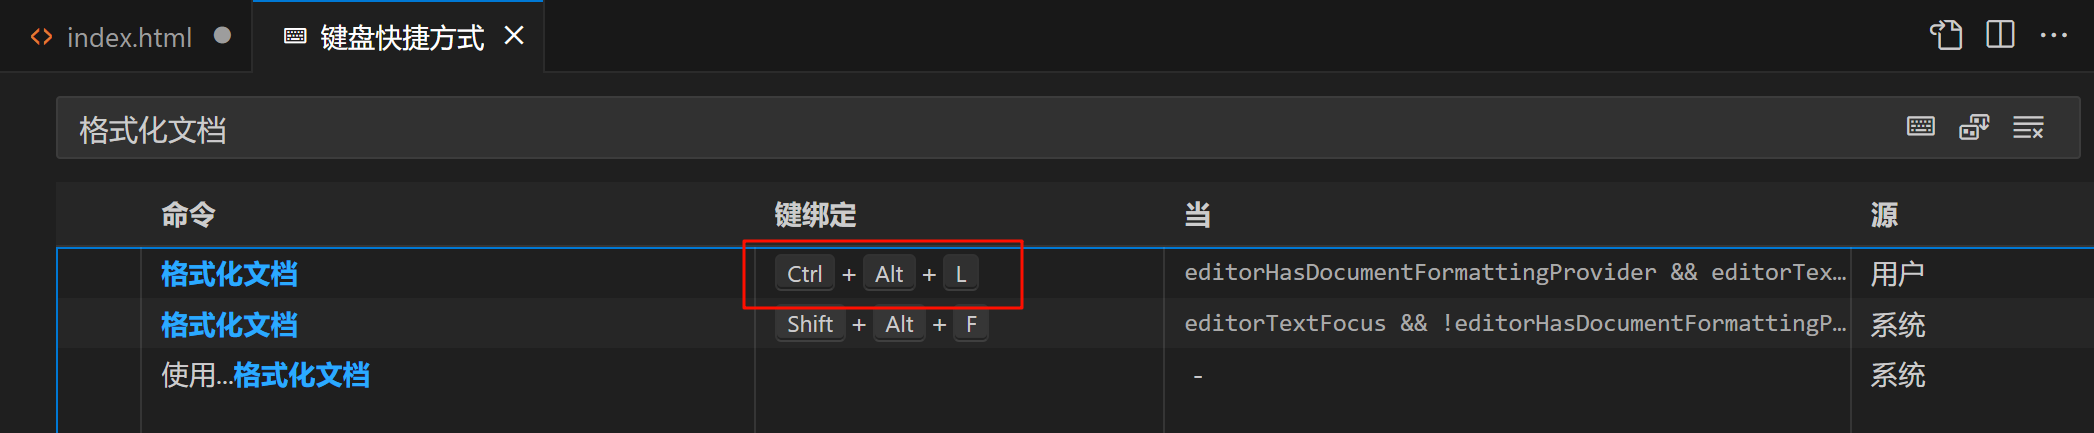 index.html 键盘快捷方式
格式化文档
命令 键绑定 当 源
格式化文档 Ctrl + Alt + L editorHasDocumentFormattingProvider && editorTex… 用户
格式化文档 Shift + Alt + F editorTextFocus && !editorHasDocumentFormattingP… 系统
使用...格式化文档 - 系统